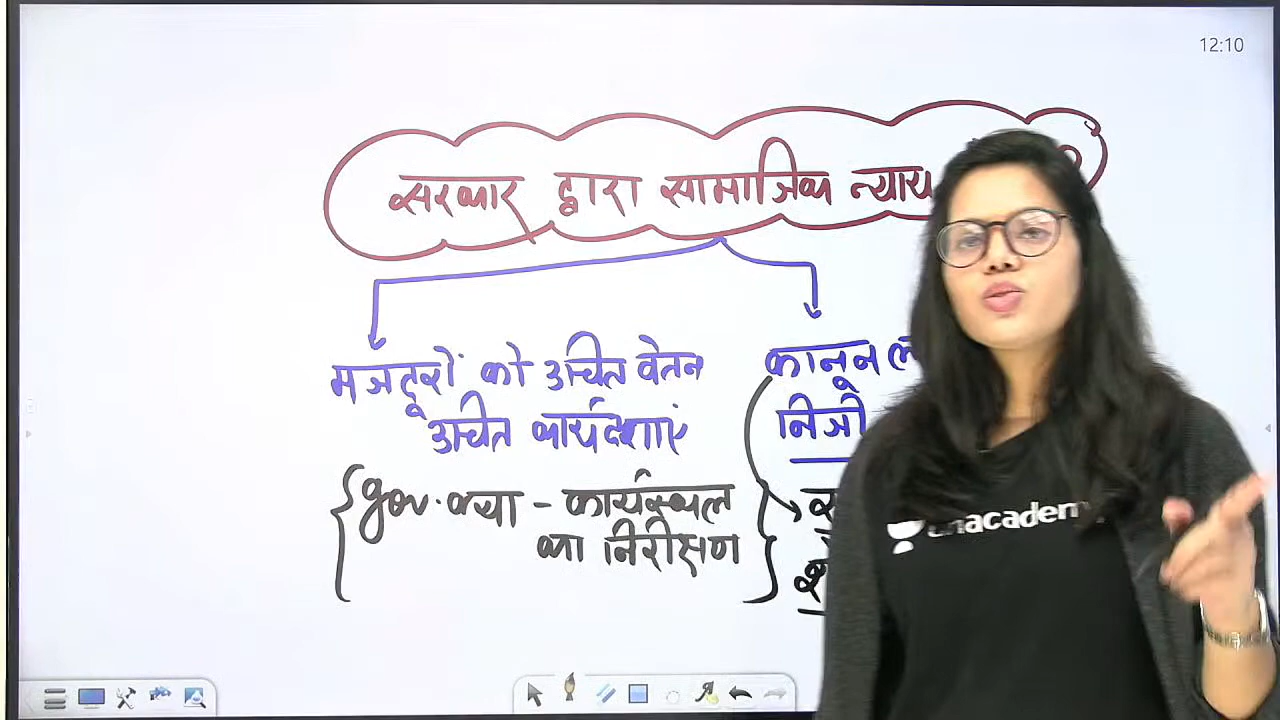 12:10
सरकार द्वारा सामाजिक न्याय
मजदूरों को उचित वेतन
उचित कार्यदशाएं
gov. क्या - कार्यस्थल
का निरीक्षण
कानून
निजी
unacademy